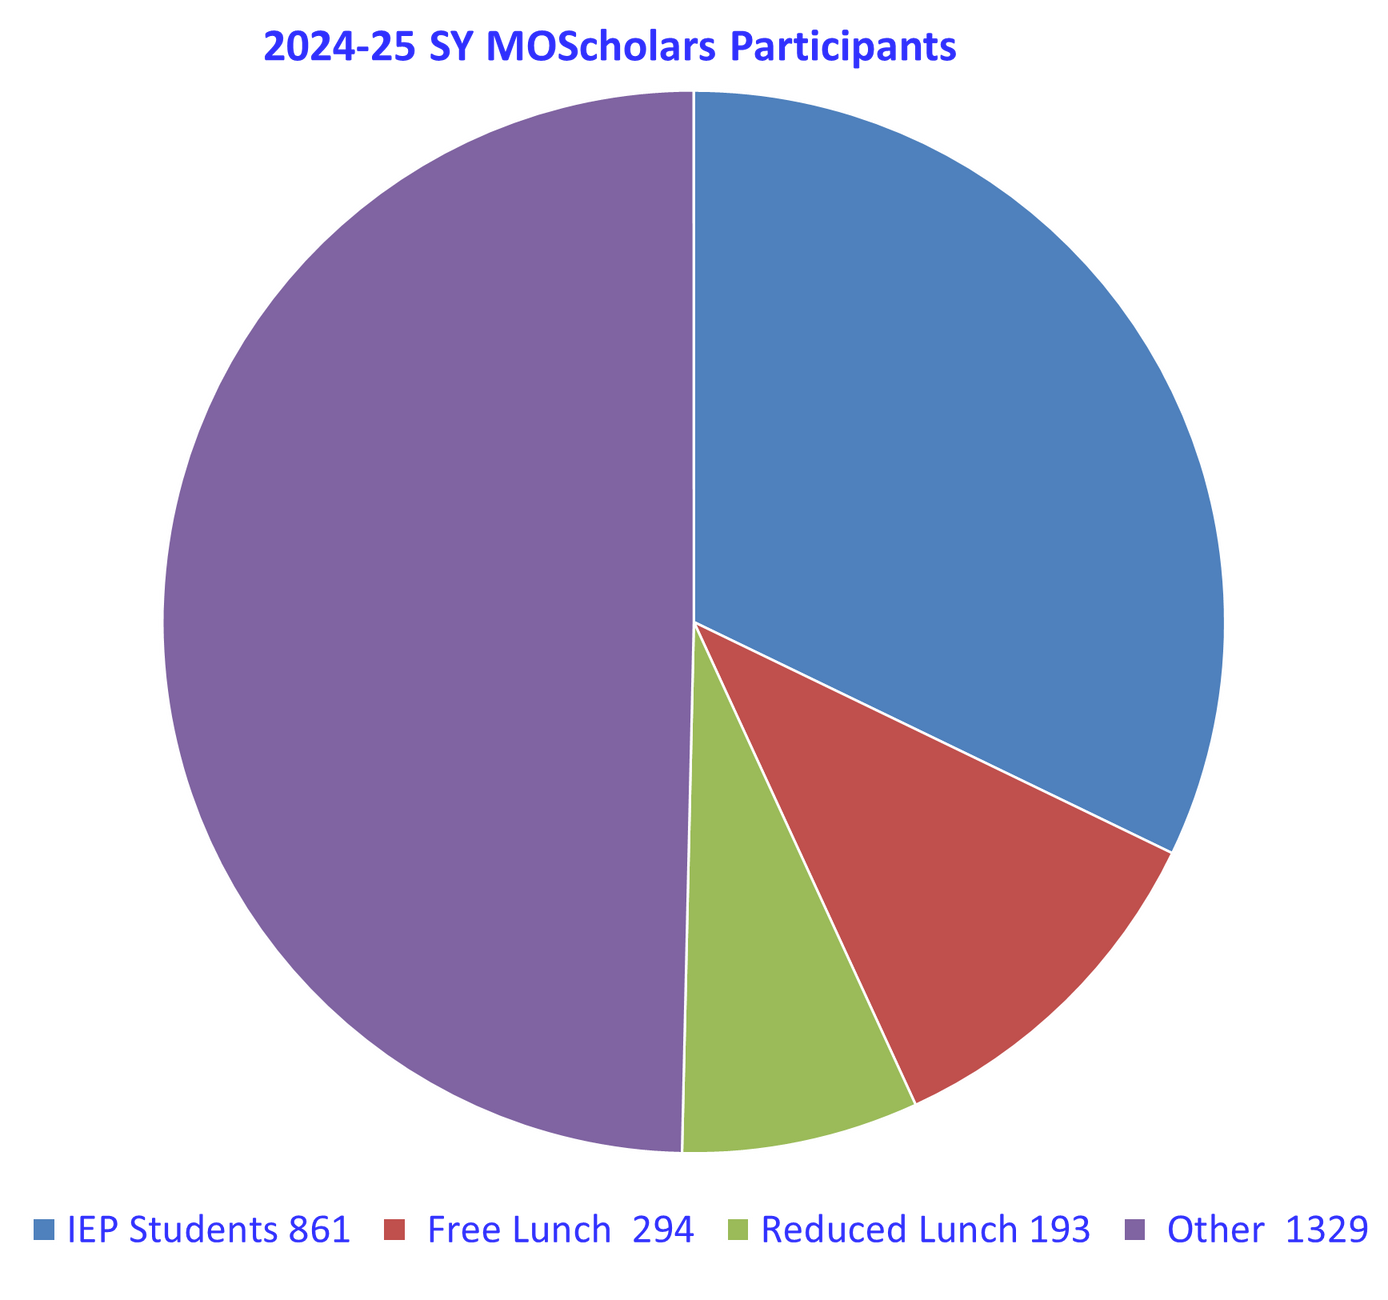 2024-25 SY MOScholars Participants
IEP Students 861 Free Lunch 294 Reduced Lunch 193 Other 1329